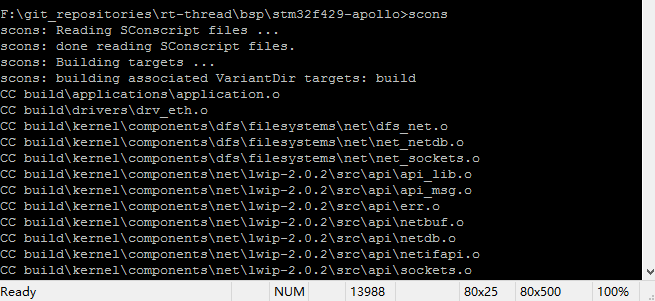 F:\git_repositories\rt-thread\bsp\stm32f429-apollo>scons
scons: Reading SConscript files ...
scons: done reading SConscript files.
scons: Building targets ...
scons: building associated VariantDir targets: build
CC build\applications\application.o
CC build\drivers\drv_eth.o
CC build\kernel\components\dfs\filesystems\net\dfs_net.o
CC build\kernel\components\dfs\filesystems\net\net_netdb.o
CC build\kernel\components\dfs\filesystems\net\net_sockets.o
CC build\kernel\components\net\lwip-2.0.2\src\api\api_lib.o
CC build\kernel\components\net\lwip-2.0.2\src\api\api_msg.o
CC build\kernel\components\net\lwip-2.0.2\src\api\err.o
CC build\kernel\components\net\lwip-2.0.2\src\api\netbuf.o
CC build\kernel\components\net\lwip-2.0.2\src\api\netdb.o
CC build\kernel\components\net\lwip-2.0.2\src\api\netifapi.o
CC build\kernel\components\net\lwip-2.0.2\src\api\sockets.o
Ready NUM 13988 80x25 80x500 100%